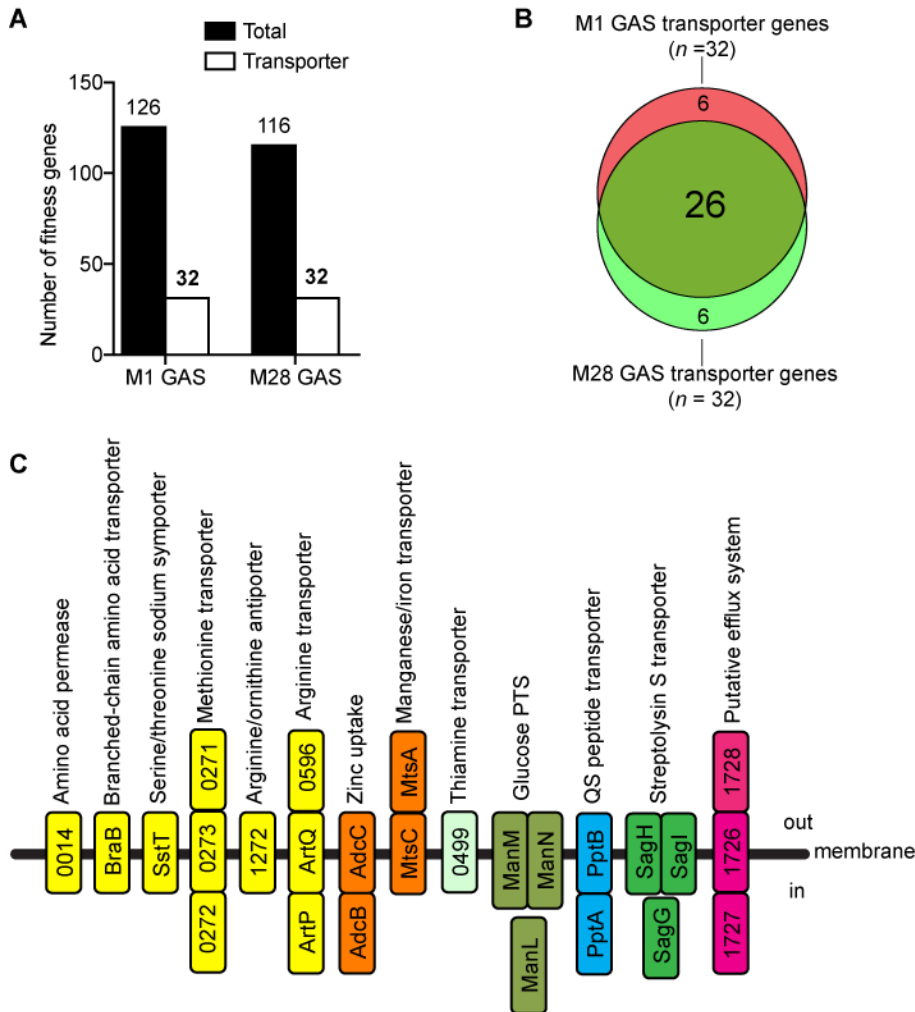 A
Total
Transporter
Number of fitness genes
150
100
50
0
126
32
116
32
M1 GAS
M28 GAS
B
M1 GAS transporter genes
(n =32)
6
26
6
M28 GAS transporter genes
(n = 32)
C
Amino acid permease
Branched-chain amino acid transporter
Serine/threonine sodium symporter
Methionine transporter
Arginine/ornithine antiporter
Arginine transporter
Zinc uptake
Manganese/iron transporter
Thiamine transporter
Glucose PTS
QS peptide transporter
Streptolysin S transporter
Putative efflux system
0014
BraB
SstT
0271
0273
0272
1272
0596
ArtQ
ArtP
AdcC
AdcB
MtsA
MtsC
0499
ManM
ManN
ManL
PptB
PptA
SagH
SagI
SagG
1728
1726
1727
out
membrane
in